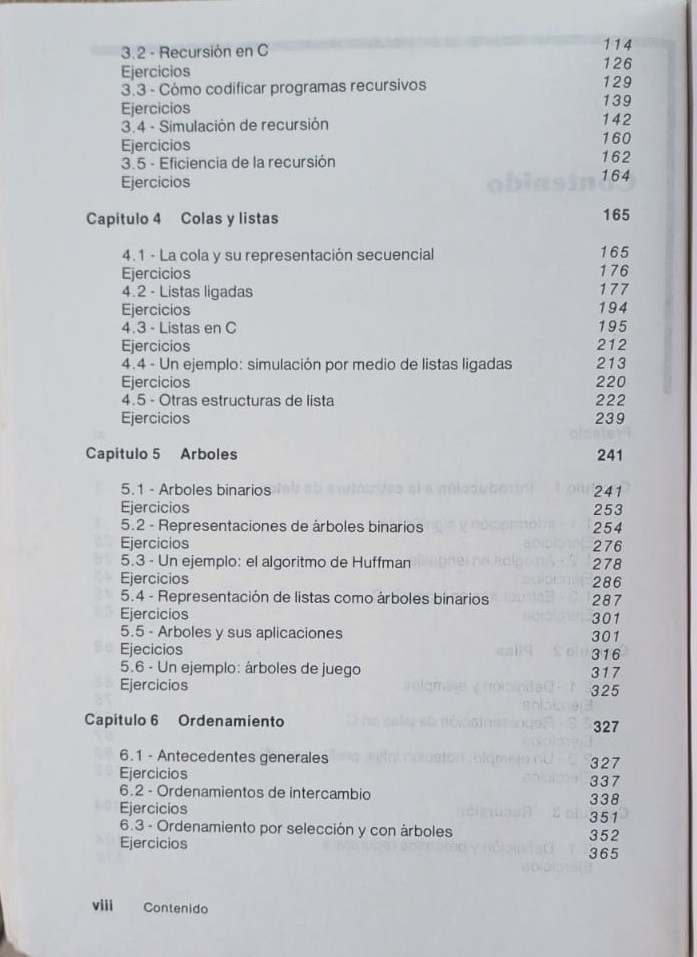 3.2 - Recursión en C 114
Ejercicios 126
3.3 - Cómo codificar programas recursivos 129
Ejercicios 139
3.4 - Simulación de recursión 142
Ejercicios 160
3.5 - Eficiencia de la recursión 162
Ejercicios 164
Capitulo 4 Colas y listas 165
4.1 - La cola y su representación secuencial 165
Ejercicios 176
4.2 - Listas ligadas 177
Ejercicios 194
4.3 - Listas en C 195
Ejercicios 212
4.4 - Un ejemplo: simulación por medio de listas ligadas 213
Ejercicios 220
4.5 - Otras estructuras de lista 222
Ejercicios 239
Capitulo 5 Arboles 241
5.1 - Arboles binarios 241
Ejercicios 253
5.2 - Representaciones de árboles binarios 254
Ejercicios 276
5.3 - Un ejemplo: el algoritmo de Huffman 278
Ejercicios 286
5.4 - Representación de listas como árboles binarios 287
Ejercicios 301
5.5 - Arboles y sus aplicaciones 301
Ejecicios 316
5.6 - Un ejemplo: árboles de juego 317
Ejercicios 325
Capitulo 6 Ordenamiento 327
6.1 - Antecedentes generales 327
Ejercicios 337
6.2 - Ordenamientos de intercambio 338
Ejercicios 351
6.3 - Ordenamiento por selección y con árboles 352
Ejercicios 365
viii Contenido